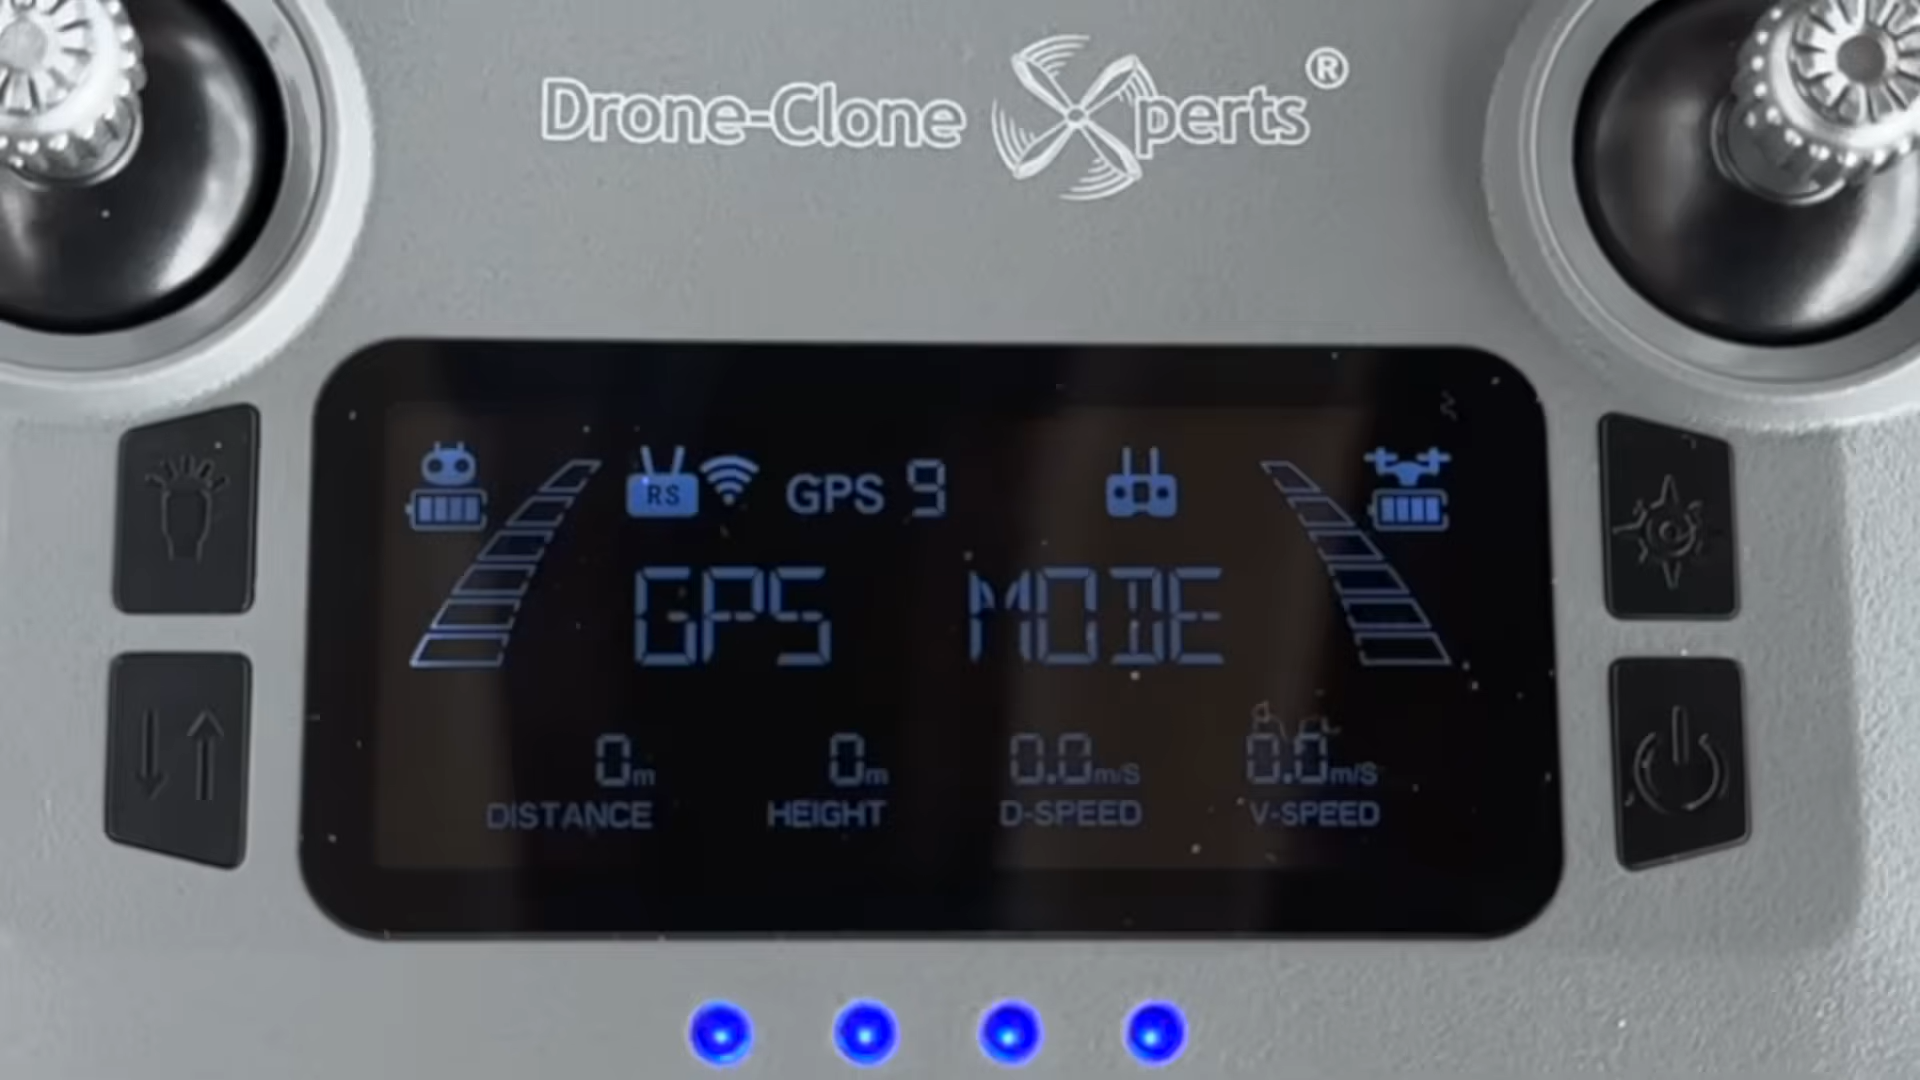 Drone-Clone Xperts®
RS GPS 9
GPS MODE
0m 0m 0.0m/S 0.0m/S
DISTANCE HEIGHT D-SPEED V-SPEED